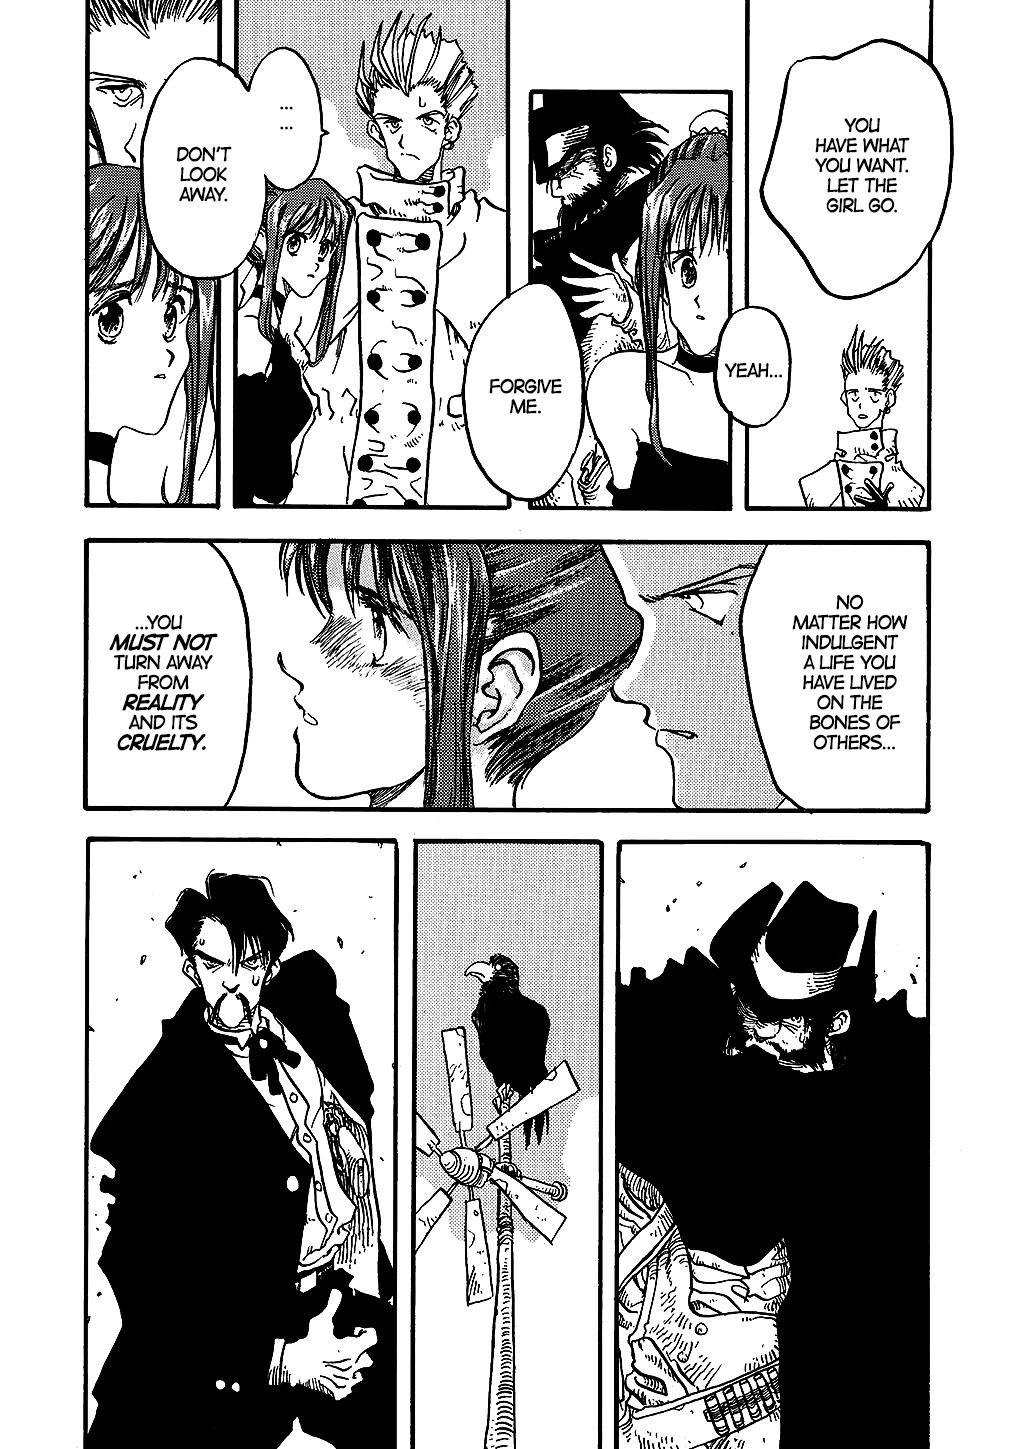 YOU
HAVE WHAT
YOU WANT.
LET THE
GIRL GO.
YEAH...
FORGIVE
ME.
...
...
DON'T
LOOK
AWAY.
NO
MATTER HOW
INDULGENT
A LIFE YOU
HAVE LIVED
ON THE
BONES OF
OTHERS...
...YOU
MUST NOT
TURN AWAY
FROM
REALITY
AND ITS
CRUELTY.